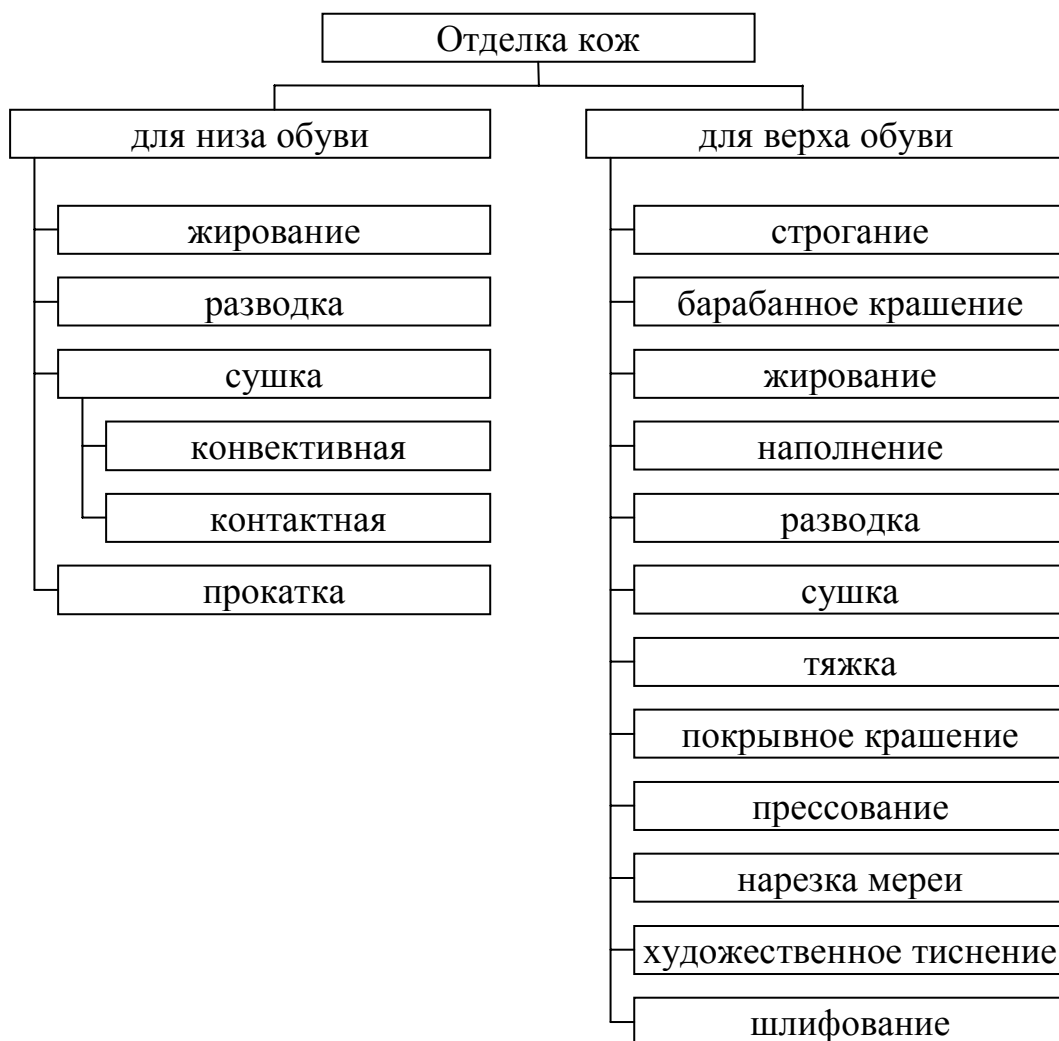 Отделка кож
для низа обуви
жирование
разводка
сушка
конвективная
контактная
прокатка
для верха обуви
строгание
барабанное крашение
жирование
наполнение
разводка
сушка
тяжка
покрывное крашение
прессование
нарезка мереи
художественное тиснение
шлифование